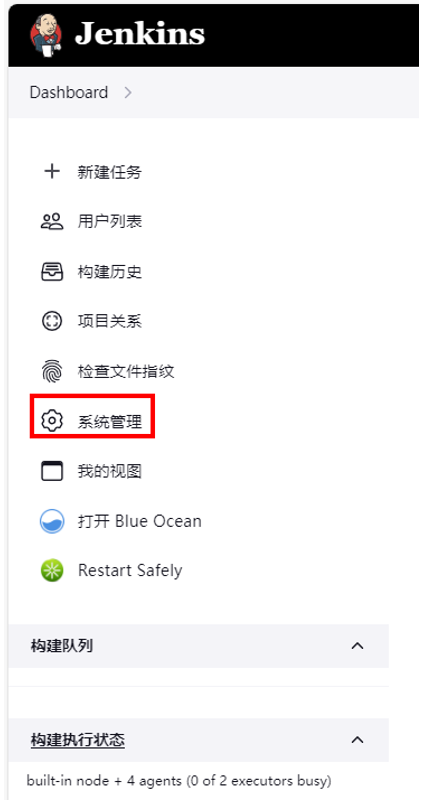 Jenkins
Dashboard
新建任务
用户列表
构建历史
项目关系
检查文件指纹
系统管理
我的视图
打开 Blue Ocean
Restart Safely
构建队列
构建执行状态
built-in node + 4 agents (0 of 2 executors busy)